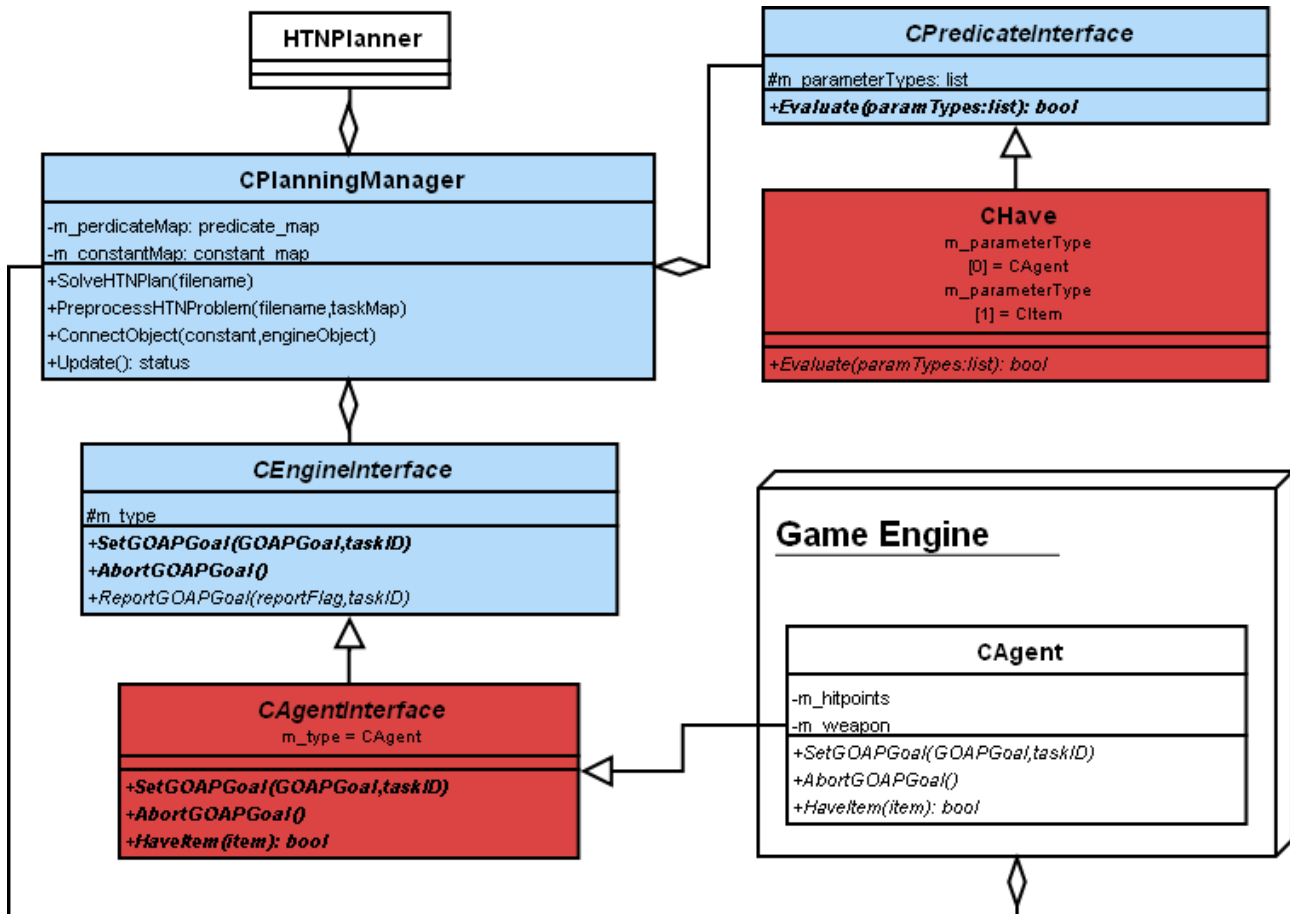 HTNPlanner
CPlanningManager
-m_perdicateMap: predicate_map
-m_constantMap: constant_map
+SolveHTNPlan(filename)
+PreprocessHTNProblem(filename,taskMap)
+ConnectObject(constant,engineObject)
+Update(): status
CPredicateInterface
#m_parameterTypes: list
+Evaluate(paramTypes:list): bool
CHave
m_parameterType
[0] = CAgent
m_parameterType
[1] = CItem
+Evaluate(paramTypes:list): bool
CEngineInterface
#m_type
+SetGOAPGoal(GOAPGoal,taskID)
+AbortGOAPGoal()
+ReportGOAPGoal(reportFlag,taskID)
CAgentInterface
m_type = CAgent
+SetGOAPGoal(GOAPGoal,taskID)
+AbortGOAPGoal()
+HaveItem(item): bool
Game Engine
CAgent
-m_hitpoints
-m_weapon
+SetGOAPGoal(GOAPGoal,taskID)
+AbortGOAPGoal()
+HaveItem(item): bool